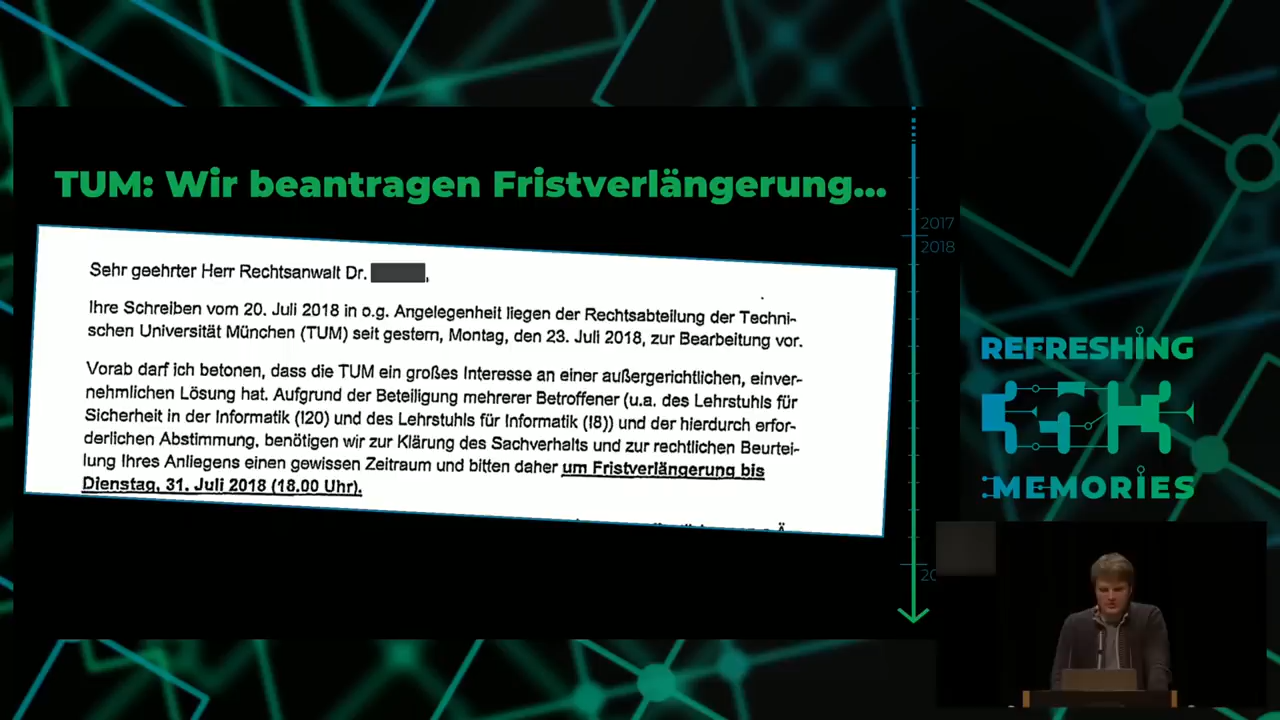 TUM: Wir beantragen Fristverlängerung...
Sehr geehrter Herr Rechtsanwalt Dr.
Ihre Schreiben vom 20. Juli 2018 in o.g. Angelegenheit liegen der Rechtsabteilung der Techni-
schen Universität München (TUM) seit gestern, Montag, den 23. Juli 2018, zur Bearbeitung vor.
Vorab darf ich betonen, dass die TUM ein großes Interesse an einer außergerichtlichen, einver-
nehmlichen Lösung hat. Aufgrund der Beteiligung mehrerer Betroffener (u.a. des Lehrstuhls für
Sicherheit in der Informatik (I20) und des Lehrstuhls für Informatik (I8)) und der hierdurch erfor-
derlichen Abstimmung, benötigen wir zur Klärung des Sachverhalts und zur rechtlichen Beurtei-
lung Ihres Anliegens einen gewissen Zeitraum und bitten daher um Fristverlängerung bis
Dienstag, 31. Juli 2018 (18.00 Uhr).
2017
2018
20
REFRESHING
MEMORIES